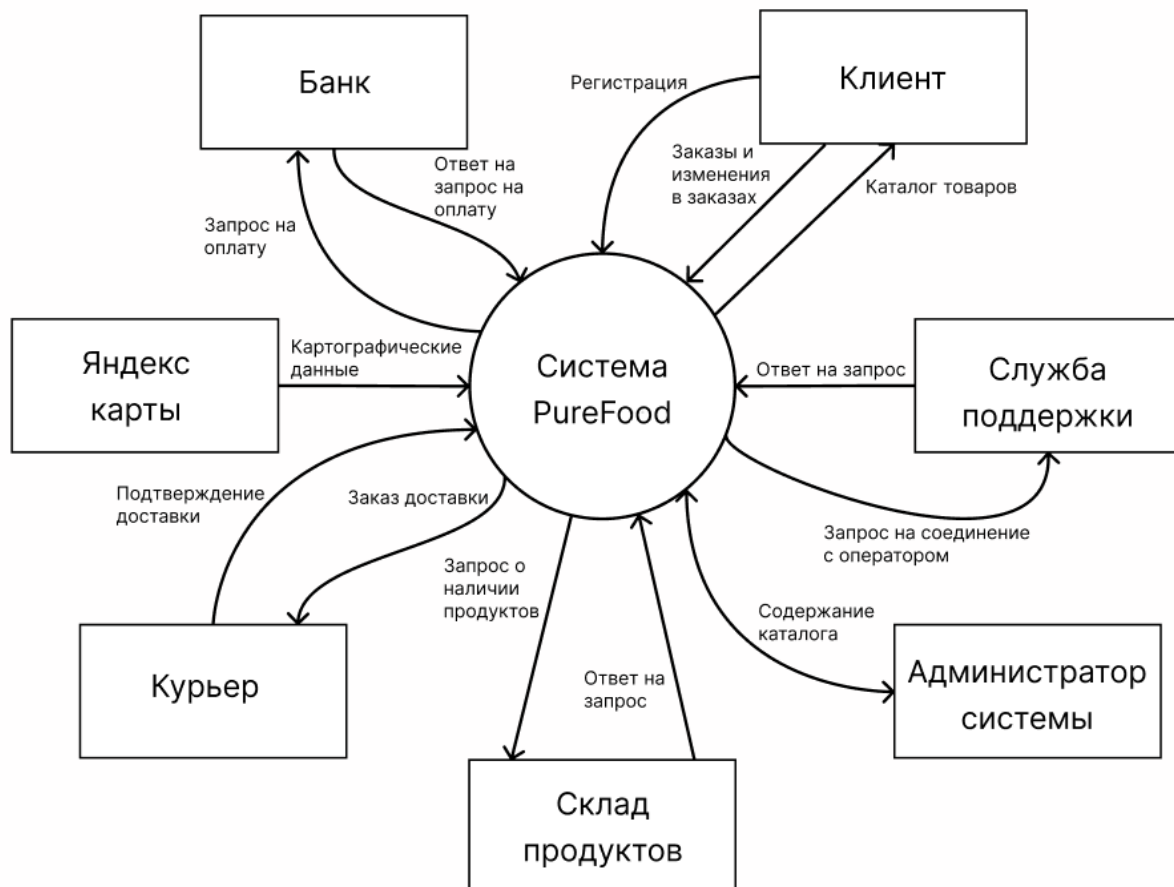 Банк
Клиент
Регистрация
Заказы и
изменения
в заказах
Каталог товаров
Ответ на
запрос на
оплату
Запрос на
оплату
Яндекс
карты
Картографические
данные
Система
PureFood
Ответ на запрос
Служба
поддержки
Подтверждение
доставки
Заказ доставки
Запрос на соединение
с оператором
Запрос о
наличии
продуктов
Содержание
каталога
Курьер
Ответ на
запрос
Администратор
системы
Склад
продуктов